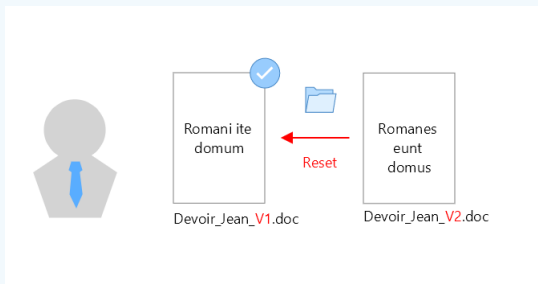 Romani ite
domum
Reset
Romanes
eunt
domus
Devoir_Jean_V1.doc
Devoir_Jean_V2.doc